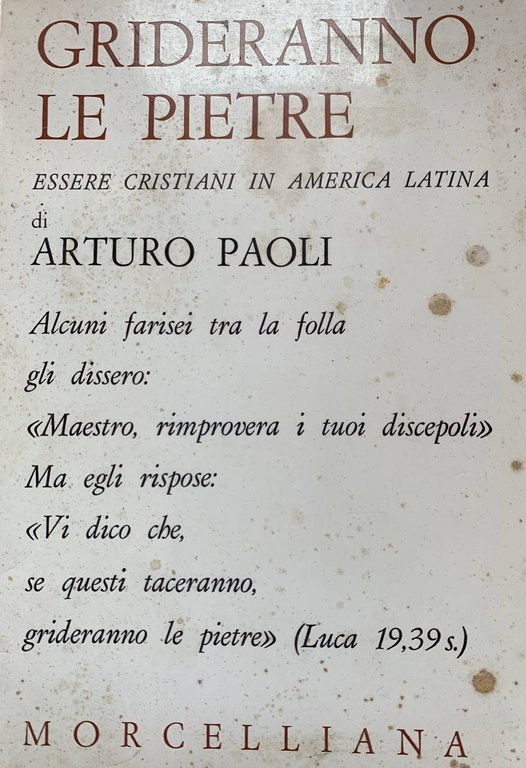 GRIDERANNO
LE PIETRE
ESSERE CRISTIANI IN AMERICA LATINA
di
ARTURO PAOLI
Alcuni farisei tra la folla
gli dissero:
«Maestro, rimprovera i tuoi discepoli»
Ma egli rispose:
«Vi dico che,
se questi taceranno,
grideranno le pietre» (Luca 19,39 s.)
MORCELLIANA